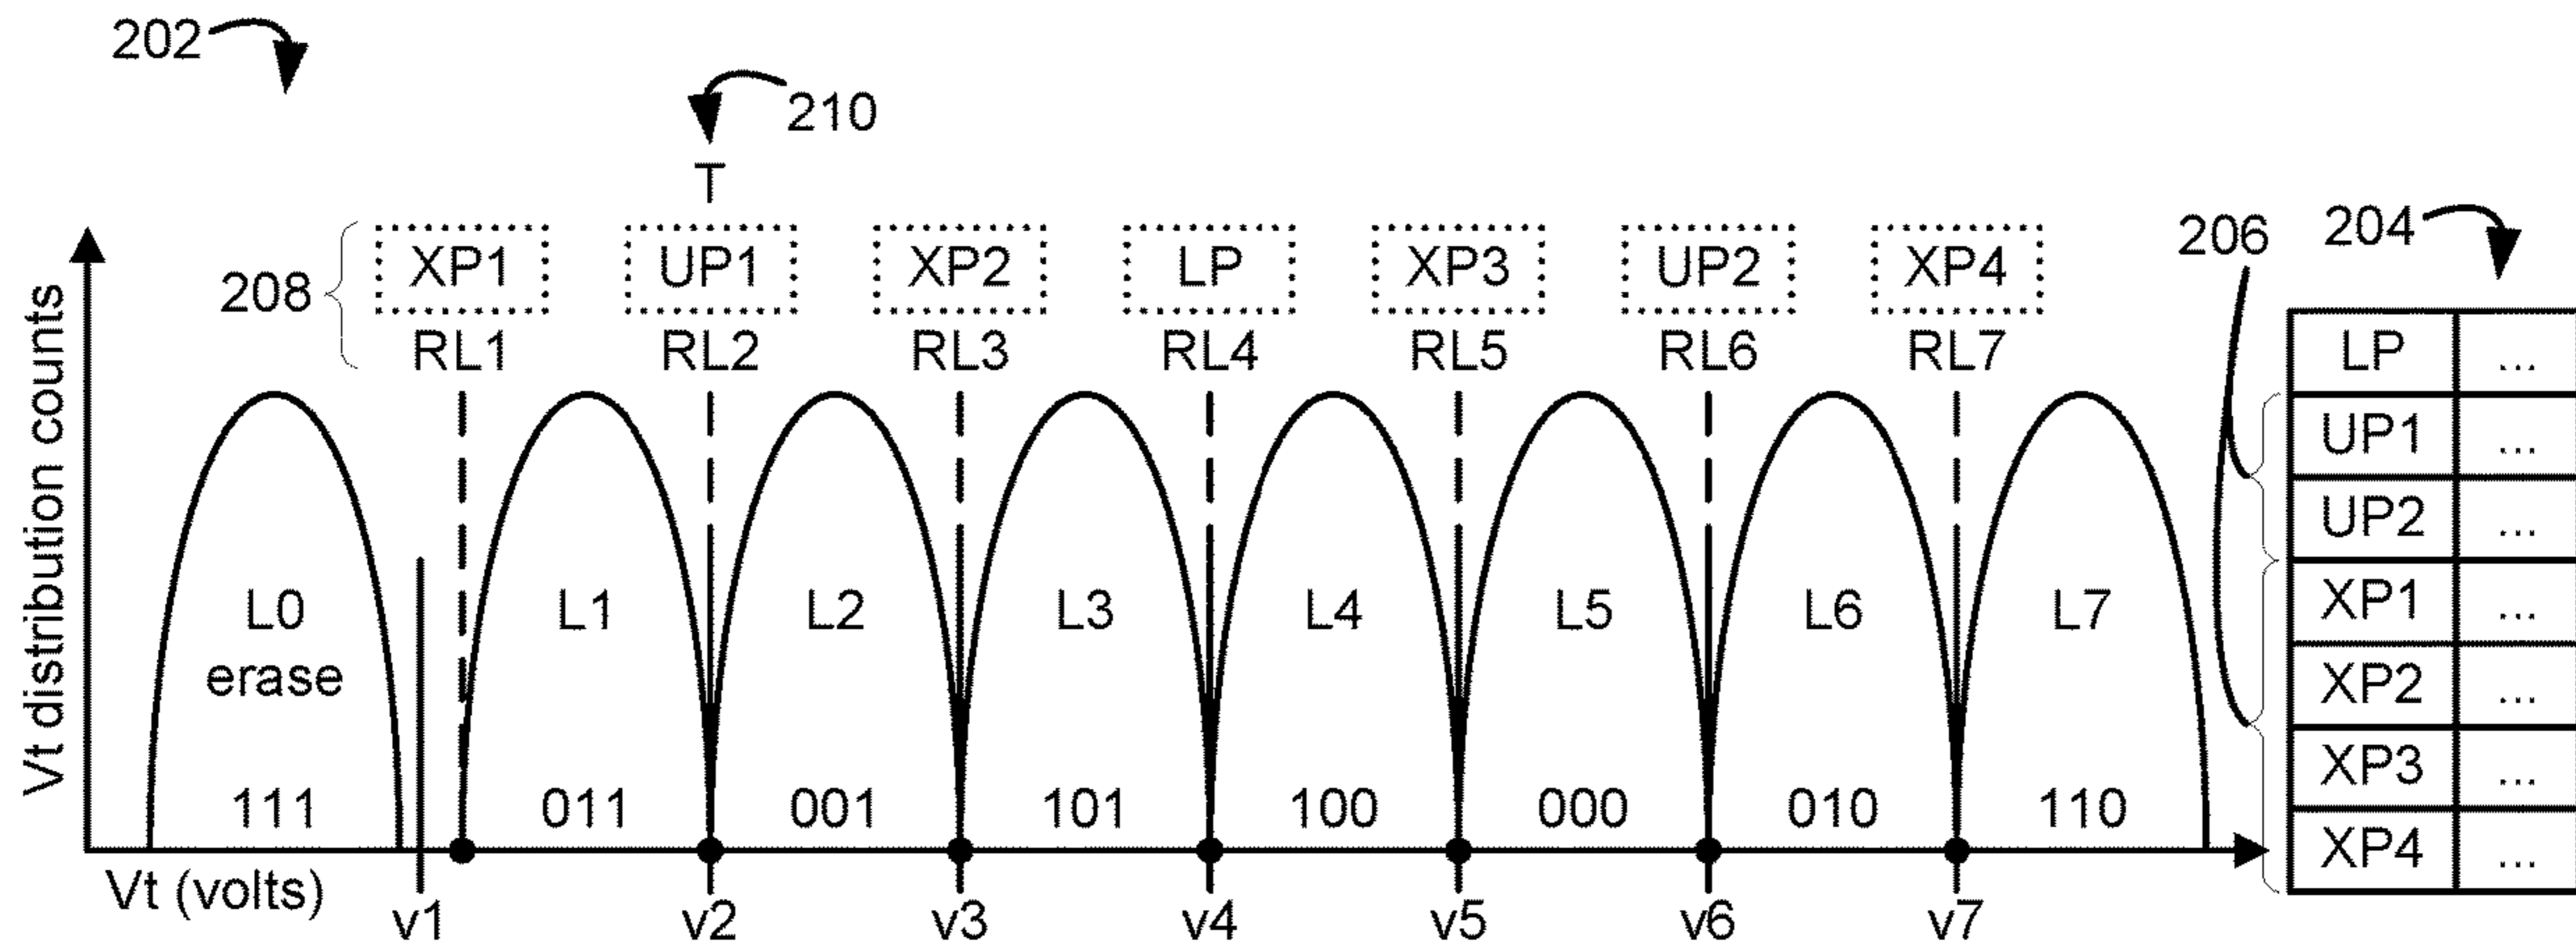 202
210
T
208
XP1 UP1 XP2 LP XP3 UP2 XP4
RL1 RL2 RL3 RL4 RL5 RL6 RL7
206 204
Vt distribution counts
L0 L1 L2 L3 L4 L5 L6 L7
erase
111 011 001 101 100 000 010 110
Vt (volts)
v1 v2 v3 v4 v5 v6 v7
LP ...
UP1 ...
UP2 ...
XP1 ...
XP2 ...
XP3 ...
XP4 ...